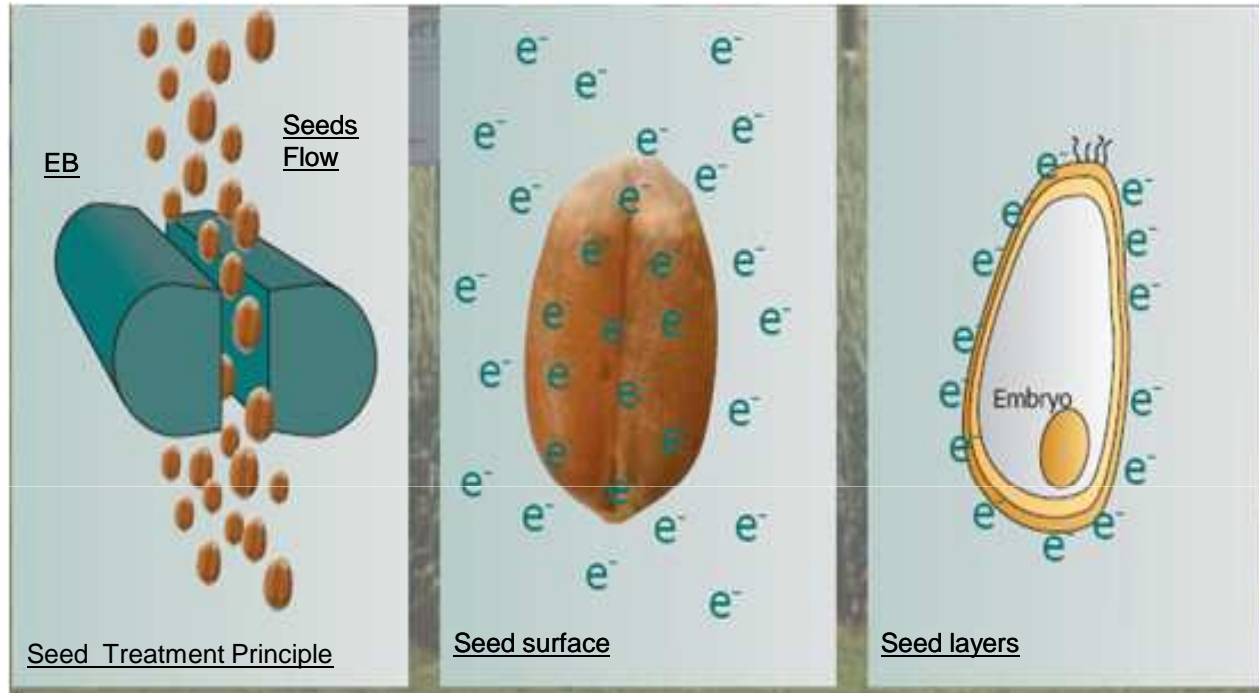 EB
Seeds
Flow
Seed Treatment Principle
e⁻ e⁻
e⁻
e⁻ e⁻ e⁻
e⁻
e⁻ e⁻
e⁻ e⁻ e⁻
e⁻
e⁻ e⁻ e⁻ e⁻
e⁻ e⁻
e⁻ e⁻
e⁻ e⁻
e⁻ e⁻
e⁻ e⁻ e⁻
e⁻
e⁻
Seed surface
e⁻
e⁻
e⁻
e⁻
e⁻
e⁻
e⁻
e⁻ Embryo e⁻
e⁻
e⁻
e⁻ e⁻
e⁻
Seed layers